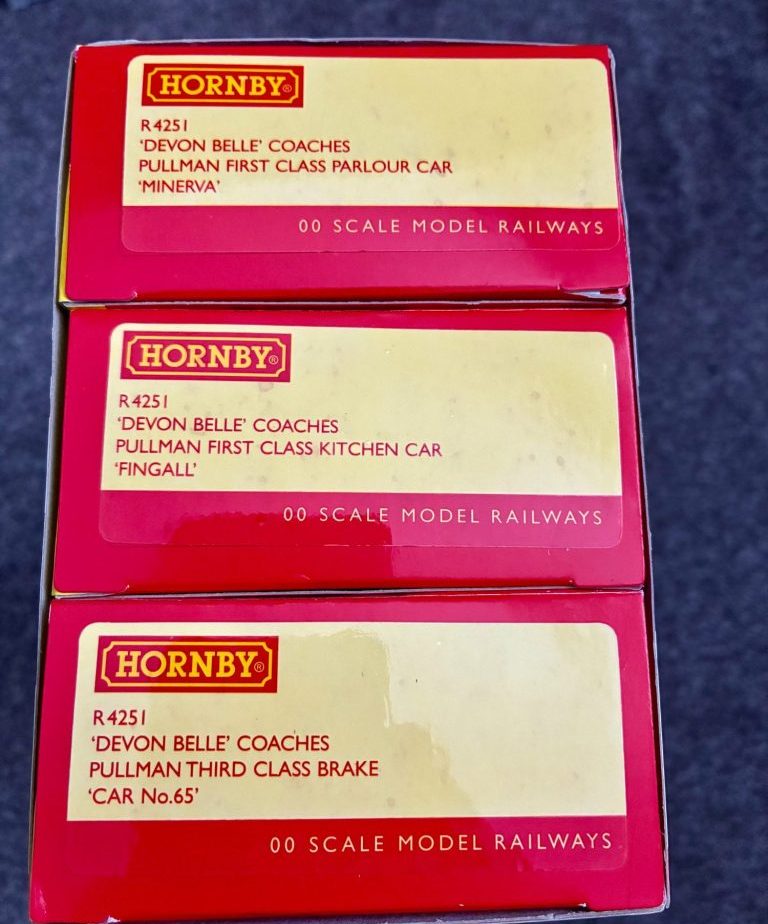 HORNBY®
R4251
‘DEVON BELLE’ COACHES
PULLMAN FIRST CLASS PARLOUR CAR
‘MINERVA’
00 SCALE MODEL RAILWAYS
HORNBY®
R4251
‘DEVON BELLE’ COACHES
PULLMAN FIRST CLASS KITCHEN CAR
‘FINGALL’
00 SCALE MODEL RAILWAYS
HORNBY®
R4251
‘DEVON BELLE’ COACHES
PULLMAN THIRD CLASS BRAKE
‘CAR No.65’
00 SCALE MODEL RAILWAYS